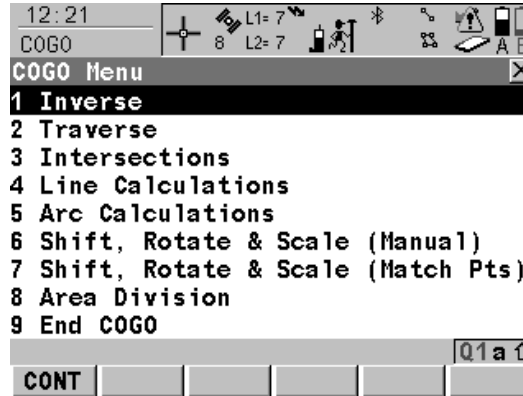 12:21
COGO
8 L1= 7
L2= 7
A B
COGO Menu X
1 Inverse
2 Traverse
3 Intersections
4 Line Calculations
5 Arc Calculations
6 Shift, Rotate & Scale (Manual)
7 Shift, Rotate & Scale (Match Pts)
8 Area Division
9 End COGO
Q1 a
CONT